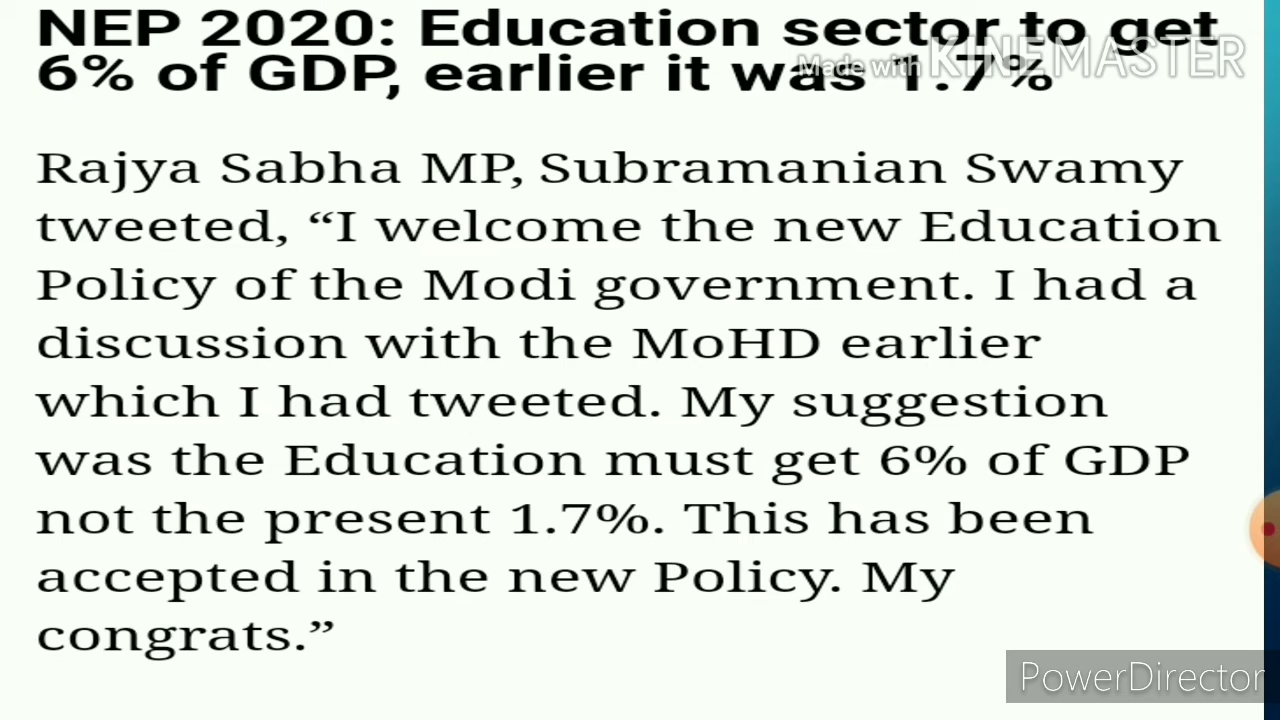 NEP 2020: Education sector to get
6% of GDP, earlier it was 1.7%
Made with KINEMASTER
Rajya Sabha MP, Subramanian Swamy
tweeted, “I welcome the new Education
Policy of the Modi government. I had a
discussion with the MoHD earlier
which I had tweeted. My suggestion
was the Education must get 6% of GDP
not the present 1.7%. This has been
accepted in the new Policy. My
congrats.”
PowerDirector